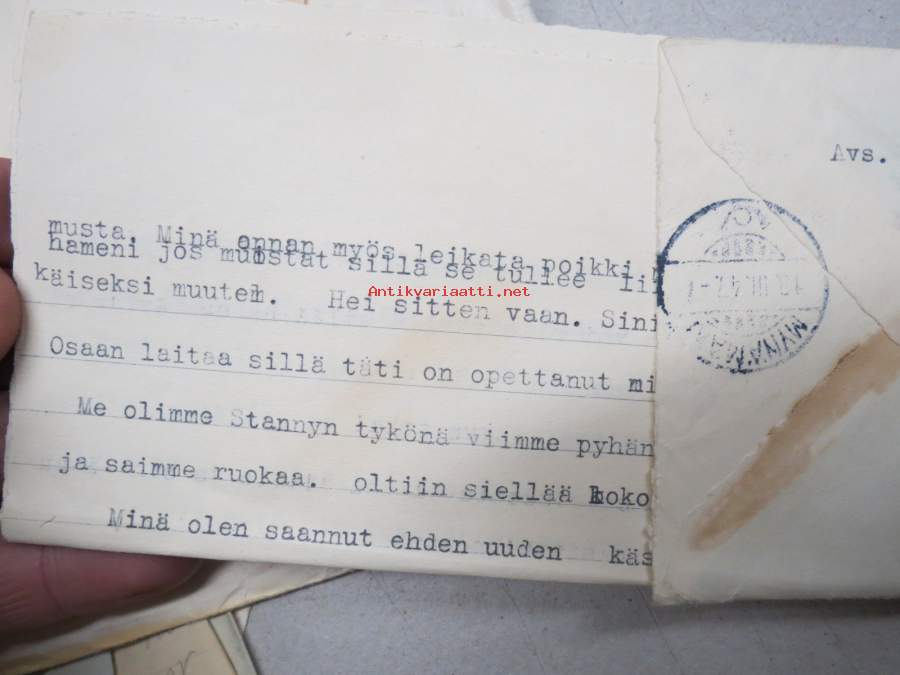 musta. Minä annan myös leikata poikki
hameni jos muistat sillä se tullee
käiseksi muuten. Hei sitten vaan. Sini
Osaan laitaa sillä täti on opettanut mi
Me olimme Stannyn tykönä viimme pyhän
ja saimme ruokaa. oltiin siellää koko
Minä olen saannut ehden uuden käs
Avs.
MYNÄMÄKI
Antikvariaatti.net